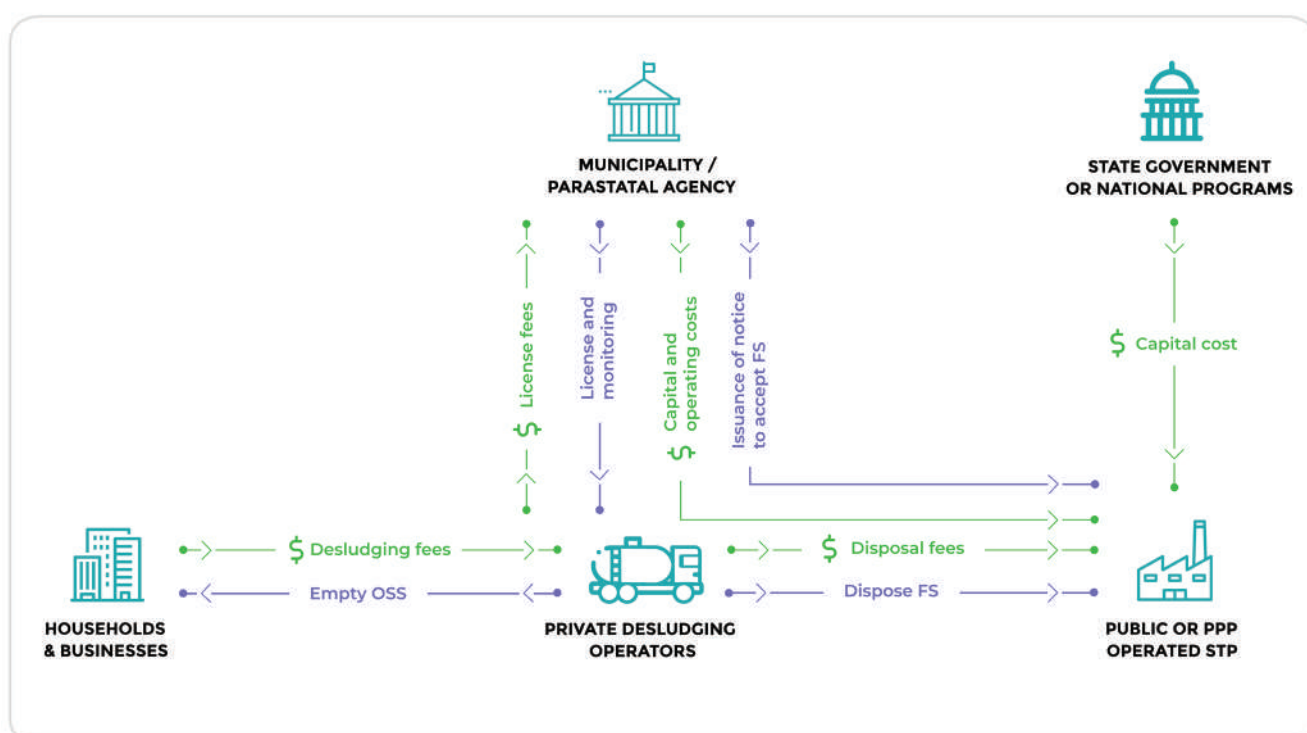 MUNICIPALITY /
PARASTATAL AGENCY
STATE GOVERNMENT
OR NATIONAL PROGRAMS
$ License fees
License and
monitoring
$ Capital and
operating costs
Issuance of notice
to accept FS
$ Capital cost
$ Desludging fees
Empty OSS
$ Disposal fees
Dispose FS
HOUSEHOLDS
& BUSINESSES
PRIVATE DESLUDGING
OPERATORS
PUBLIC OR PPP
OPERATED STP